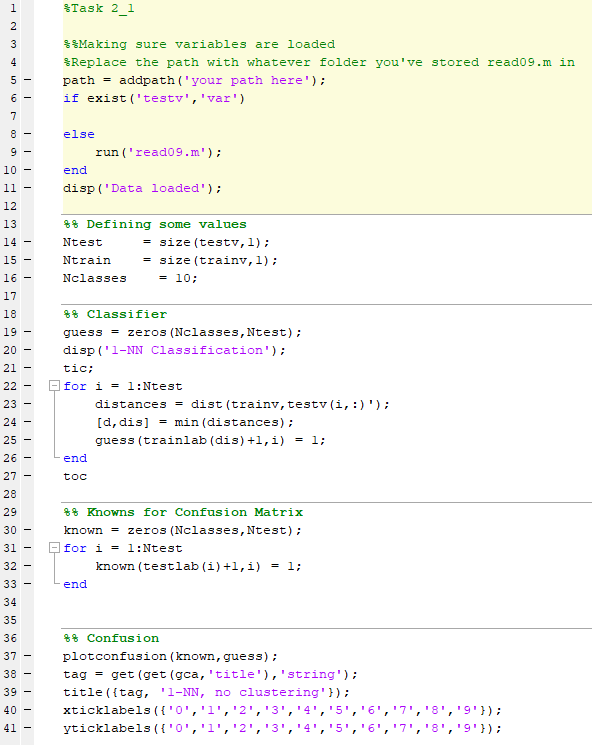 1 %Task 2_1
2
3 %%Making sure variables are loaded
4 %Replace the path with whatever folder you've stored read09.m in
5 - path = addpath('your path here');
6 - if exist('testv','var')
7
8 - else
9 - run('read09.m');
10 - end
11 - disp('Data loaded');
12
13 %% Defining some values
14 - Ntest = size(testv,1);
15 - Ntrain = size(trainv,1);
16 - Nclasses = 10;
17
18 %% Classifier
19 - guess = zeros(Nclasses,Ntest);
20 - disp('1-NN Classification');
21 - tic;
22 - for i = 1:Ntest
23 - distances = dist(trainv,testv(i,:)');
24 - [d,dis] = min(distances);
25 - guess(trainlab(dis)+1,i) = 1;
26 - end
27 - toc
28
29 %% Knowns for Confusion Matrix
30 - known = zeros(Nclasses,Ntest);
31 - for i = 1:Ntest
32 - known(testlab(i)+1,i) = 1;
33 - end
34
35
36 %% Confusion
37 - plotconfusion(known,guess);
38 - tag = get(get(gca,'title'),'string');
39 - title({tag, '1-NN, no clustering'});
40 - xticklabels({'0','1','2','3','4','5','6','7','8','9'});
41 - yticklabels({'0','1','2','3','4','5','6','7','8','9'});